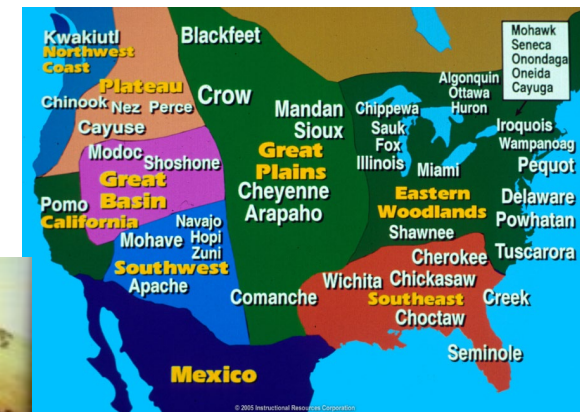 Kwakiutl
Northwest
Coast
Blackfeet
Plateau
Chinook Nez Perce
Cayuse
Crow
Modoc
Shoshone
Great
Basin
Pomo
California
Navajo
Mohave Hopi
Zuni
Southwest
Apache
Mandan
Sioux
Great
Plains
Cheyenne
Arapaho
Comanche
Mohawk
Seneca
Onondaga
Oneida
Cayuga
Algonquin
Ottawa
Huron
Chippewa
Sauk
Fox
Illinois
Miami
Iroquois
Wampanoag
Pequot
Eastern
Woodlands
Delaware
Powhatan
Shawnee
Tuscarora
Cherokee
Wichita Chickasaw
Southeast
Creek
Choctaw
Seminole
Mexico
© 2005 Instructional Resources Corporation